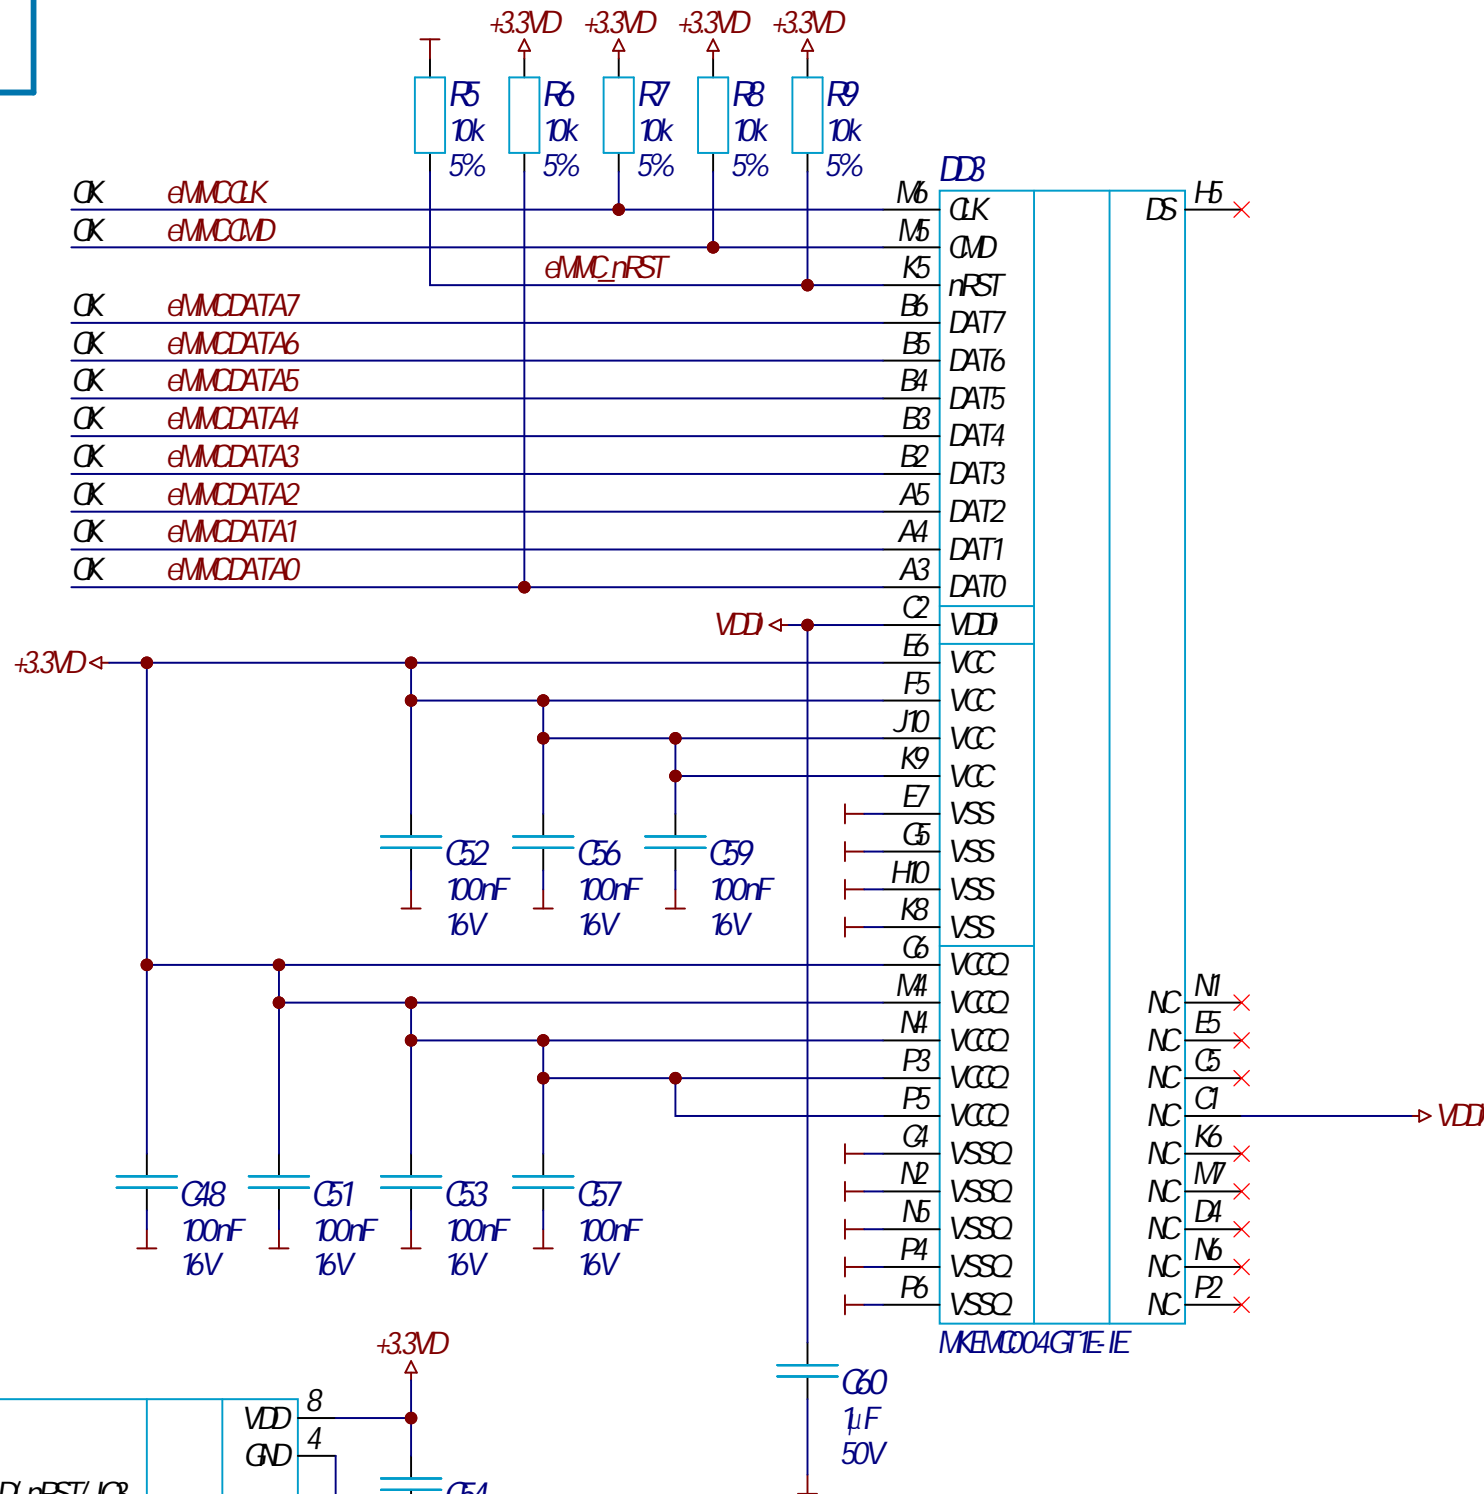 +3.3VD +3.3VD +3.3VD +3.3VD
R5 R6 R7 R8 R9
10k 10k 10k 10k 10k
5% 5% 5% 5% 5%
DD3
OK eMMCCLK M6 CLK DS H5
OK eMMCCMD M5 CMD
eMMC_nRST K5 nRST
OK eMMCDATA7 B6 DAT7
OK eMMCDATA6 B5 DAT6
OK eMMCDATA5 B4 DAT5
OK eMMCDATA4 B3 DAT4
OK eMMCDATA3 B2 DAT3
OK eMMCDATA2 A5 DAT2
OK eMMCDATA1 A4 DAT1
OK eMMCDATA0 A3 DAT0
VDDI C2 VDDI
+3.3VD E6 VCC
F5 VCC
J10 VCC
K9 VCC
E7 VSS
G5 VSS
H10 VSS
K8 VSS
C52 C56 C59
100nF 100nF 100nF
16V 16V 16V
C6 VCCQ
M4 VCCQ NC N1
N4 VCCQ NC E5
P3 VCCQ NC G5
P5 VCCQ NC C1 VDDI
C4 VSSQ NC K6
N2 VSSQ NC M7
N5 VSSQ NC D4
P4 VSSQ NC N6
P6 VSSQ NC P2
C48 C51 C53 C57
100nF 100nF 100nF 100nF
16V 16V 16V 16V
MKEMC004GT1E-IE
+3.3VD
C60
1µF
50V
VDD 8
GND 4
C54